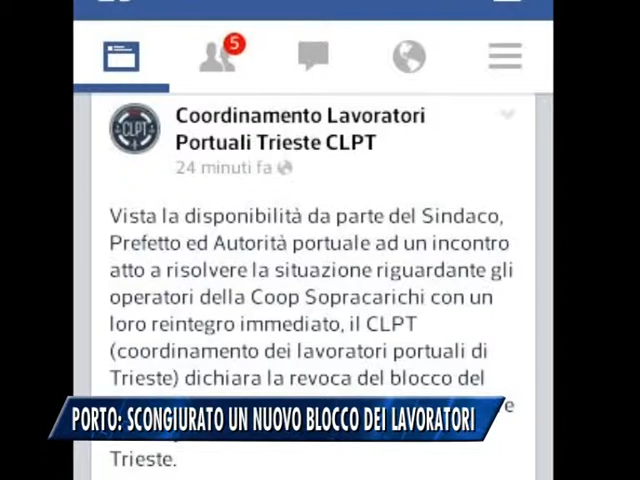 5
Coordinamento Lavoratori
Portuali Trieste CLPT
24 minuti fa
CLPT
Vista la disponibilità da parte del Sindaco,
Prefetto ed Autorità portuale ad un incontro
atto a risolvere la situazione riguardante gli
operatori della Coop Sopracarichi con un
loro reintegro immediato, il CLPT
(coordinamento dei lavoratori portuali di
Trieste) dichiara la revoca del blocco del
e
PORTO: SCONGIURATO UN NUOVO BLOCCO DEI LAVORATORI
Trieste.